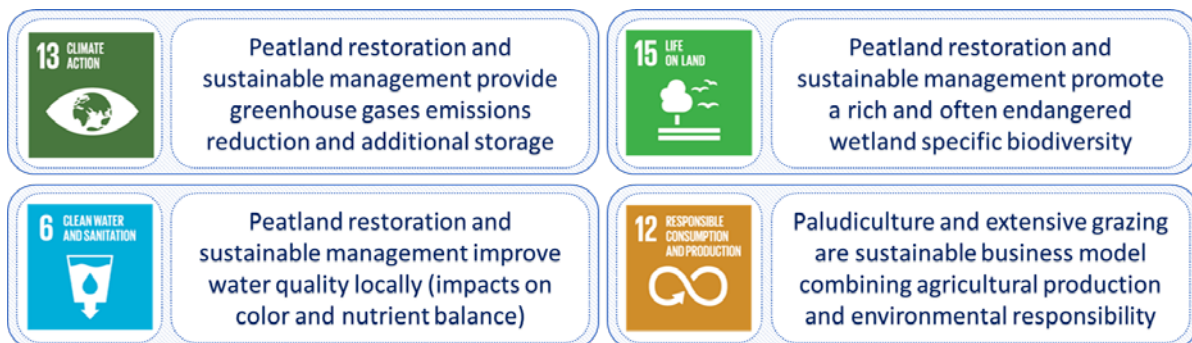 13 CLIMATE
ACTION
Peatland restoration and
sustainable management provide
greenhouse gases emissions
reduction and additional storage
15 LIFE
ON LAND
Peatland restoration and
sustainable management promote
a rich and often endangered
wetland specific biodiversity
6 CLEAN WATER
AND SANITATION
Peatland restoration and
sustainable management improve
water quality locally (impacts on
color and nutrient balance)
12 RESPONSIBLE
CONSUMPTION
AND PRODUCTION
Paludiculture and extensive grazing
are sustainable business model
combining agricultural production
and environmental responsibility